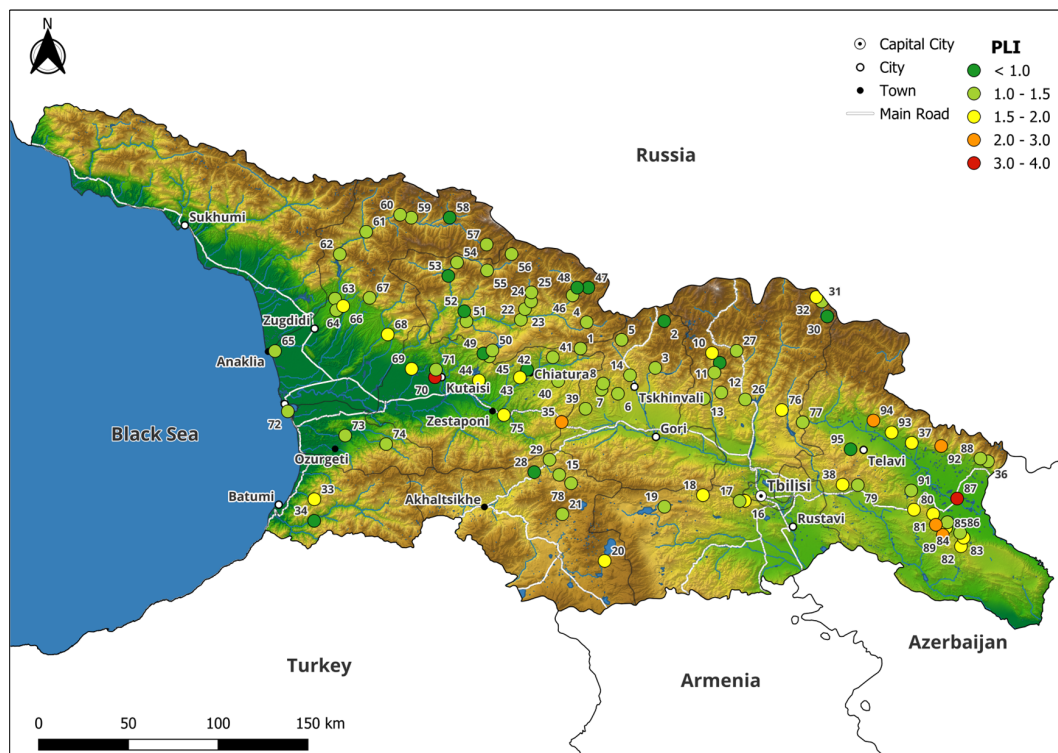 N
Capital City
City
Town
Main Road
PLI
< 1.0
1.0 - 1.5
1.5 - 2.0
2.0 - 3.0
3.0 - 4.0
Russia
60 59 58
Sukhumi
61
57
62 54 56
53 55
63 67 52 24 25 48 47
31
64 66 51 22 23 46 4
32 30
Zugdidi
68 5 2
65 49 50 41 1 10 27
Anaklia
69 71 45 42 Chiatura 14 3 11
70 Kutaisi 44 43 40 8
Tskhinvali
12 26
72 39 7 6 13 76
Zestaponi 75 35
77 94 93
Black Sea
73 74
Gori
37
Ozurgeti
95 Telavi 92 88
29 15
28 36
Batumi 33
Akhaltsikhe 78
18 17 Tbilisi 38 79 91 87
34 21 19 16
80
Rustavi
81 8586
84
89 83
20
82
Azerbaijan
Turkey
Armenia
0 50 100 150 km